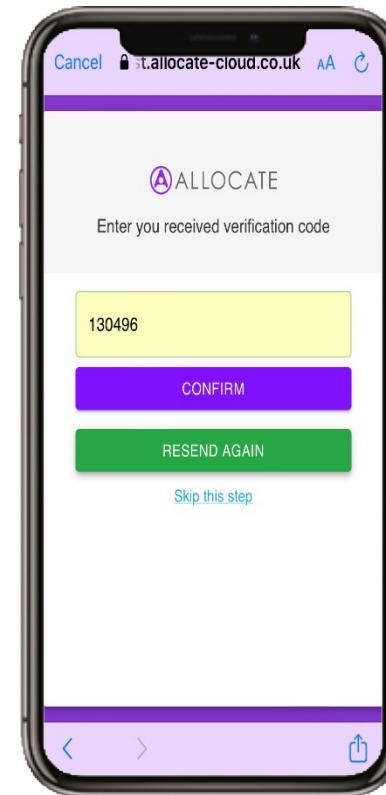 Cancel st.allocate-cloud.co.uk AA
ALLOCATE
Enter you received verification code
130496
CONFIRM
RESEND AGAIN
Skip this step